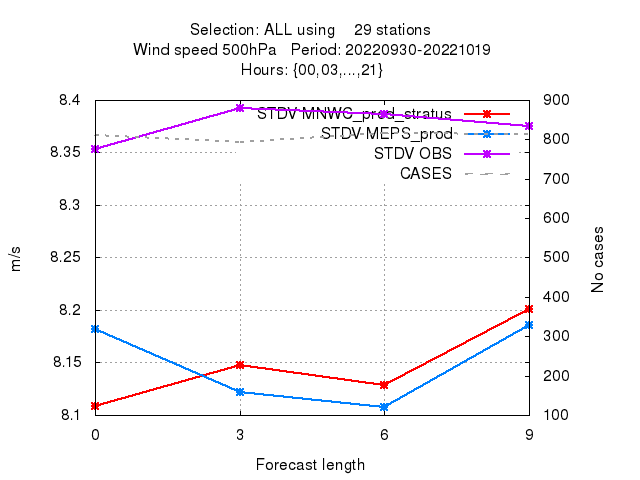 Selection: ALL using 29 stations
Wind speed 500hPa Period: 20220930-20221019
Hours: {00,03,...,21}
8.4
8.35
8.3
8.25
8.2
8.15
8.1
m/s
STDV MNWC_prod_stratus
STDV MEPS_prod
STDV OBS
CASES
900
800
700
600
500
400
300
200
100
No cases
0 3 6 9
Forecast length